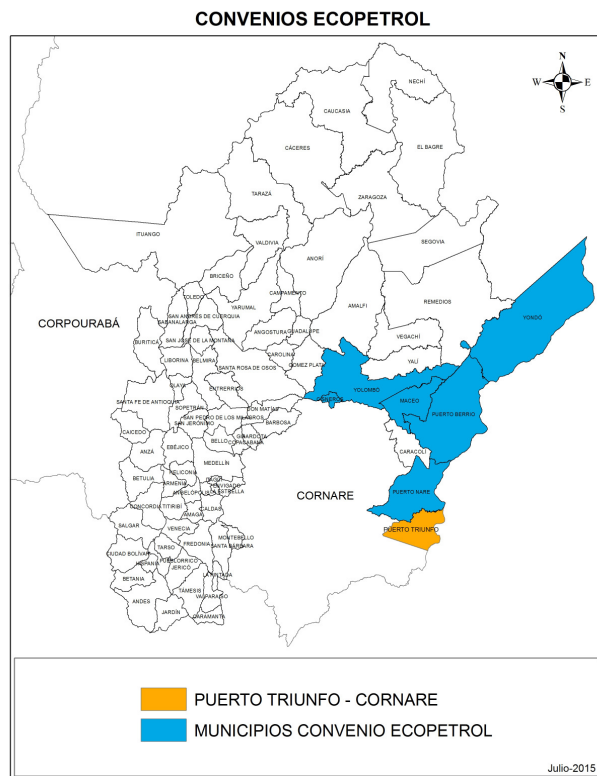 CONVENIOS ECOPETROL
N
W
E
S
NECHÍ
CAUCASIA
EL BAGRE
CÁCERES
TARAZÁ
ZARAGOZA
ITUANGO
SEGOVIA
VALDIVIA
ANORÍ
BRICEÑO
CAMPAMENTO
TOLEDO
YARUMAL
AMALFI
REMEDIOS
YONDÓ
SAN ANDRES DE CUERQUIA
SABANALARGA
CORPOURABÁ
ANGOSTURA
GUADALUPE
VEGACHÍ
BURITICÁ
SAN JOSÉ DE LA MONTAÑA
CAROLINA
LIBORINA
BELMIRA
GOMEZ PLATA
YALÍ
SANTA ROSA DE OSOS
OLAYA
ENTRERRIOS
YOLOMBÓ
CISNEROS
MACEO
SANTA FE DE ANTIOQUIA
SOPETRÁN
DON MATÍAS
PUERTO BERRIO
SAN PEDRO DE LOS MILAGROS
SAN JERÓNIMO
BARBOSA
CAICEDO
GIRARDOTA
BELLO
COPACABANA
EBÉJICO
ANZÁ
CARACOLI
MEDELLÍN
HELICONIA
BETULIA
ARMENIA
ITAGUI
ENVIGADO
PUERTO NARE
ANGELÓPOLIS
LA ESTRELLA
CORNARE
CONCORDIA
TITIRIBÍ
CALDAS
AMAGÁ
SALGAR
VENECIA
PUERTO TRIUNFO
MONTEBELLO
FREDONIA
TARSO
SANTA BÁRBARA
CIUDAD BOLÍVAR
PUEBLORRICO
HISPANIA
JERICÓ
BETANIA
LA PINTADA
TÁMESIS
VALPARAÍSO
ANDES
JARDÍN
CARAMANTA
PUERTO TRIUNFO - CORNARE
MUNICIPIOS CONVENIO ECOPETROL
Julio-2015